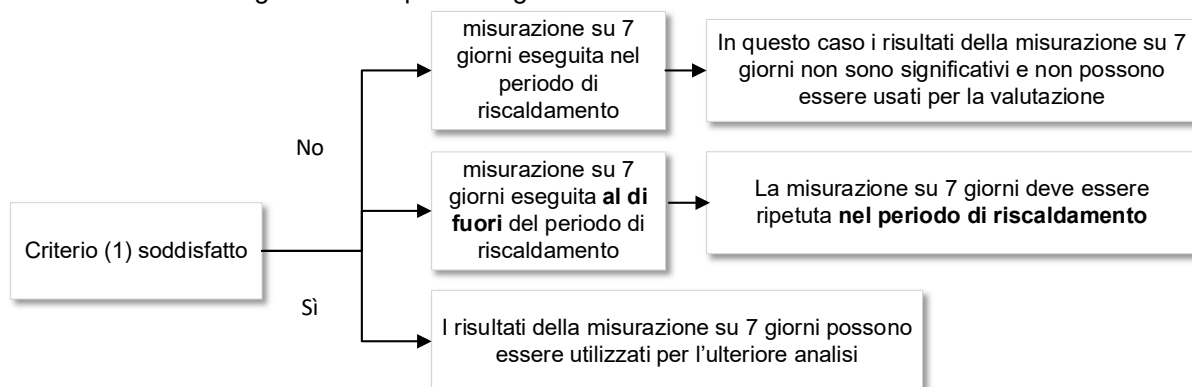 misurazione su 7
giorni eseguita nel
periodo di
riscaldamento
In questo caso i risultati della misurazione su 7
giorni non sono significativi e non possono
essere usati per la valutazione
No
misurazione su 7
giorni eseguita al di
fuori del periodo di
riscaldamento
La misurazione su 7 giorni deve essere
ripetuta nel periodo di riscaldamento
Criterio (1) soddisfatto
Sì
I risultati della misurazione su 7 giorni possono
essere utilizzati per l'ulteriore analisi